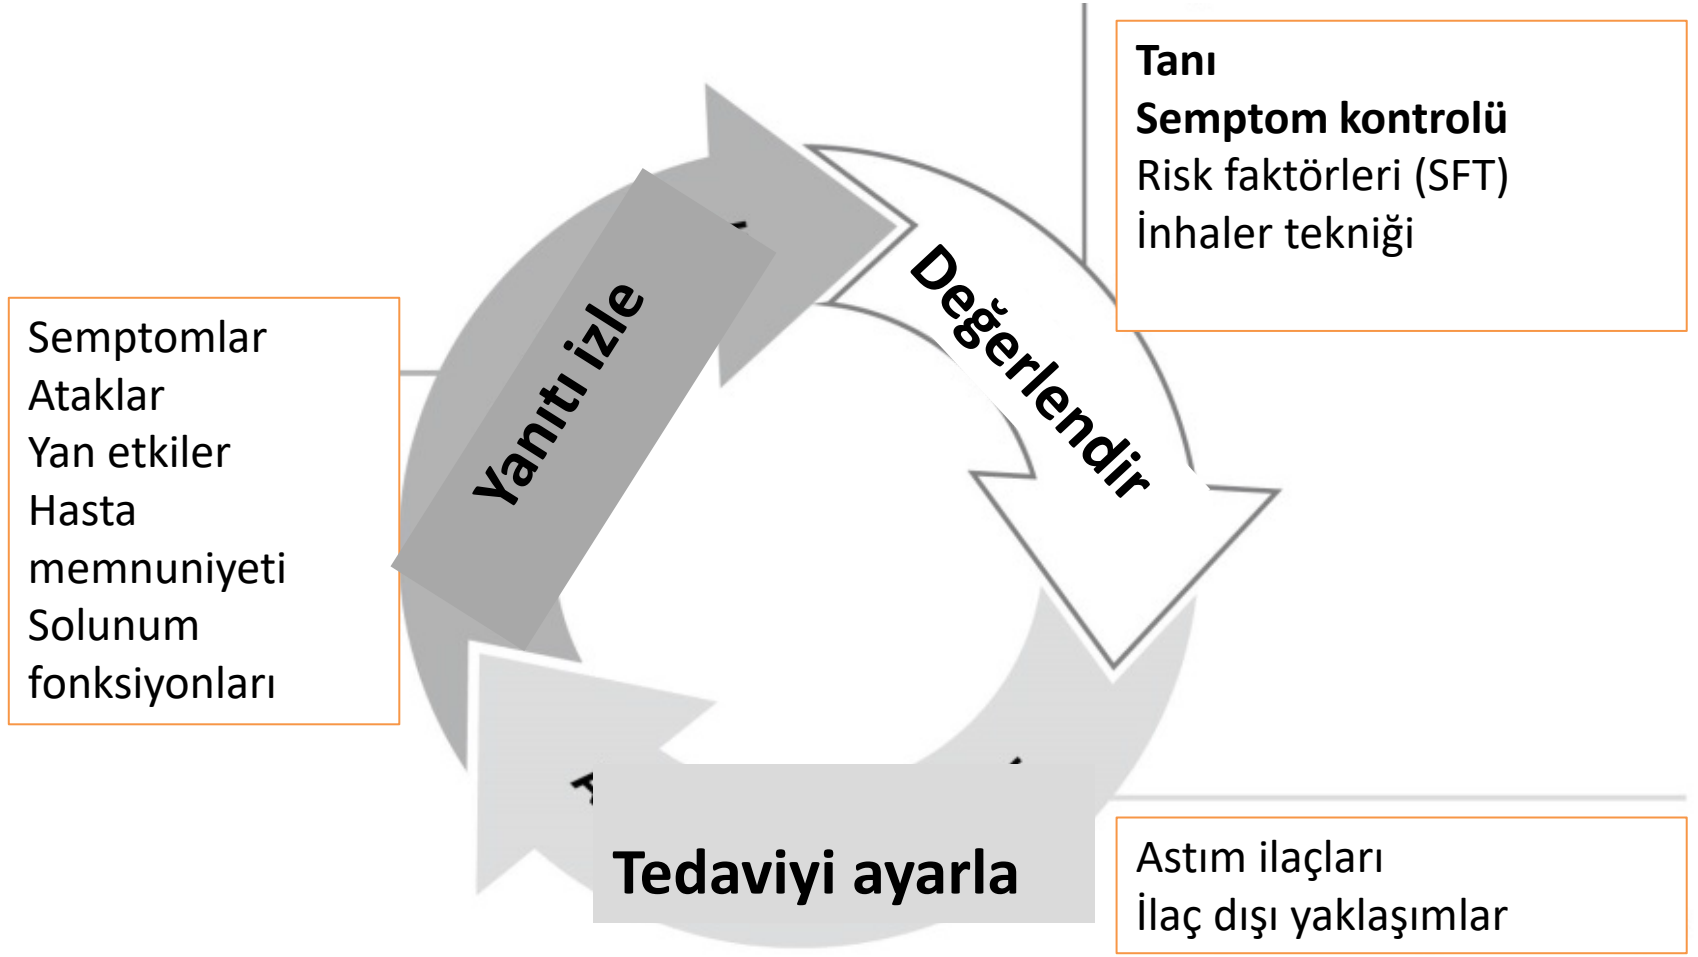 Tanı
Semptom kontrolü
Risk faktörleri (SFT)
İnhaler tekniği
Değerlendir
Yanıtı izle
Semptomlar
Ataklar
Yan etkiler
Hasta
memnuniyeti
Solunum
fonksiyonları
Tedaviyi ayarla
Astım ilaçları
İlaç dışı yaklaşımlar